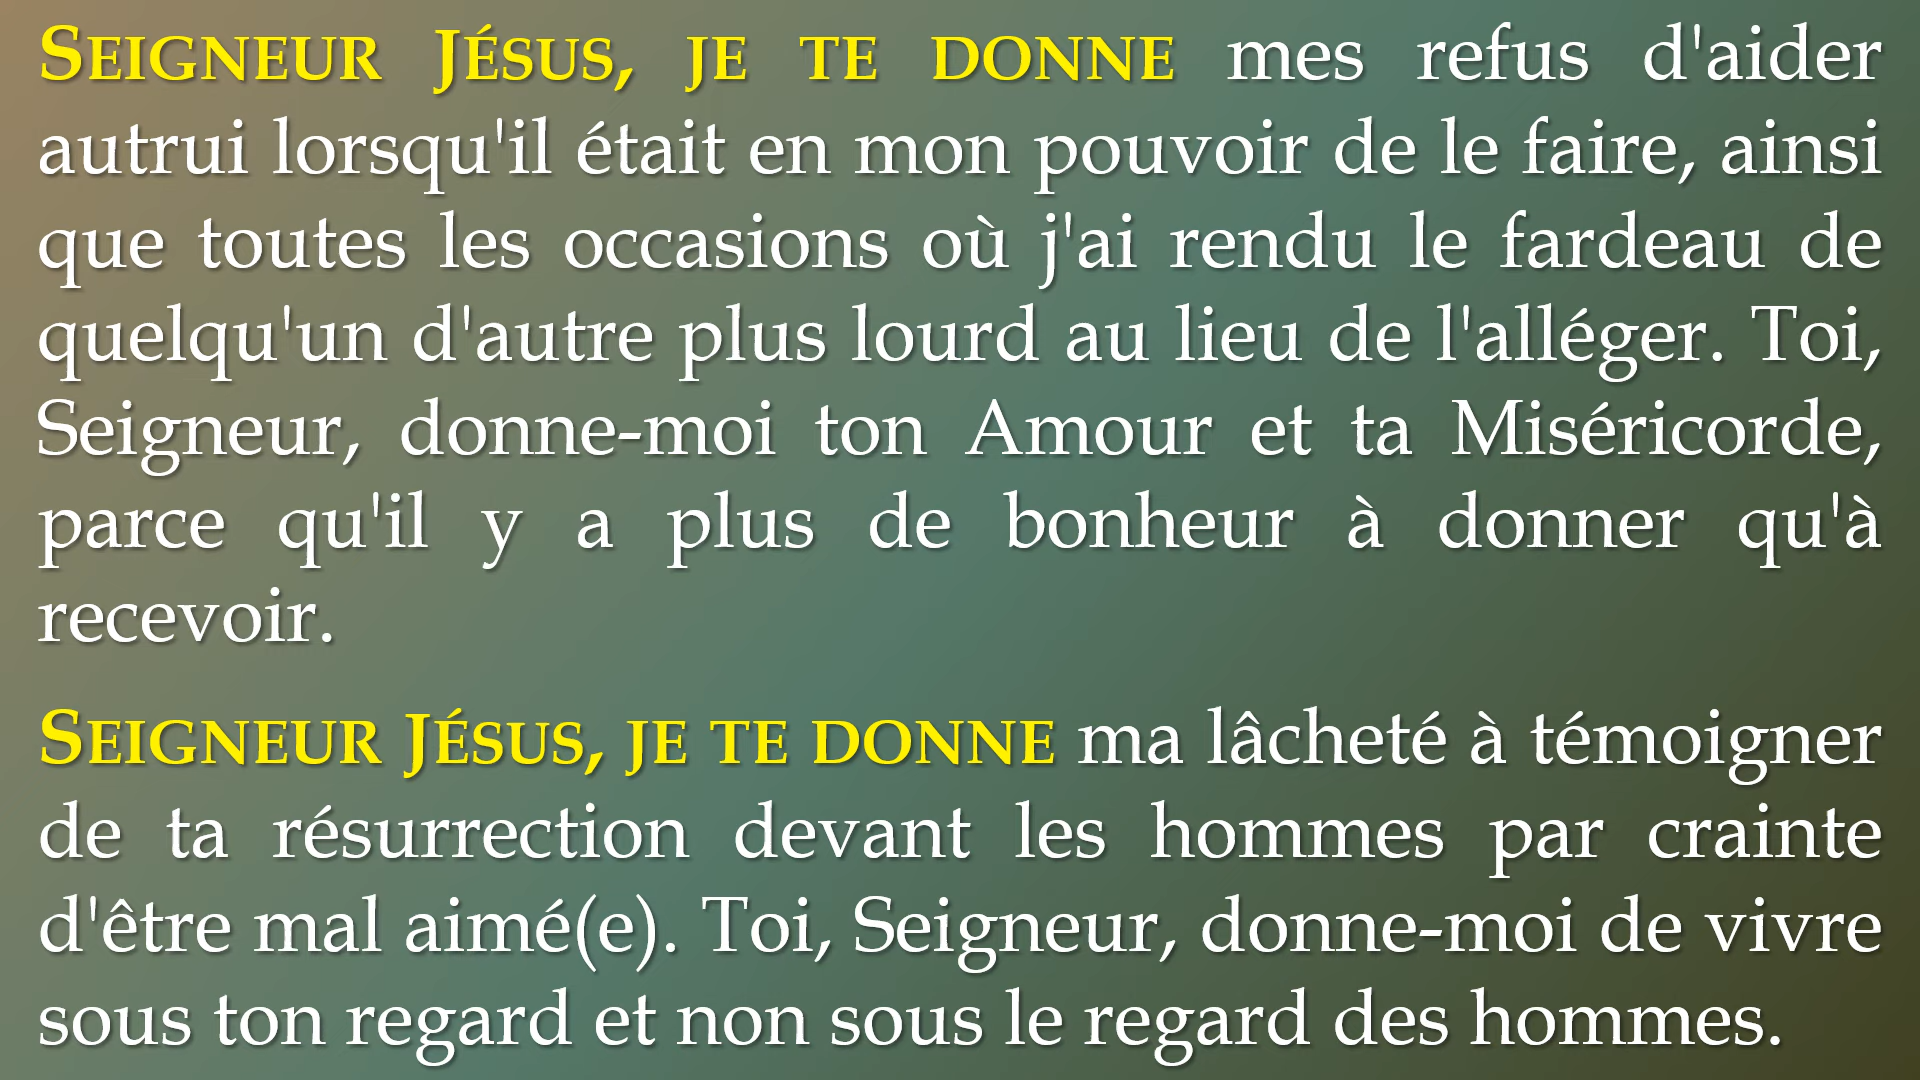 SEIGNEUR JÉSUS, JE TE DONNE mes refus d'aider
autrui lorsqu'il était en mon pouvoir de le faire, ainsi
que toutes les occasions où j'ai rendu le fardeau de
quelqu'un d'autre plus lourd au lieu de l'alléger. Toi,
Seigneur, donne-moi ton Amour et ta Miséricorde,
parce qu'il y a plus de bonheur à donner qu'à
recevoir.
SEIGNEUR JÉSUS, JE TE DONNE ma lâcheté à témoigner
de ta résurrection devant les hommes par crainte
d'être mal aimé(e). Toi, Seigneur, donne-moi de vivre
sous ton regard et non sous le regard des hommes.